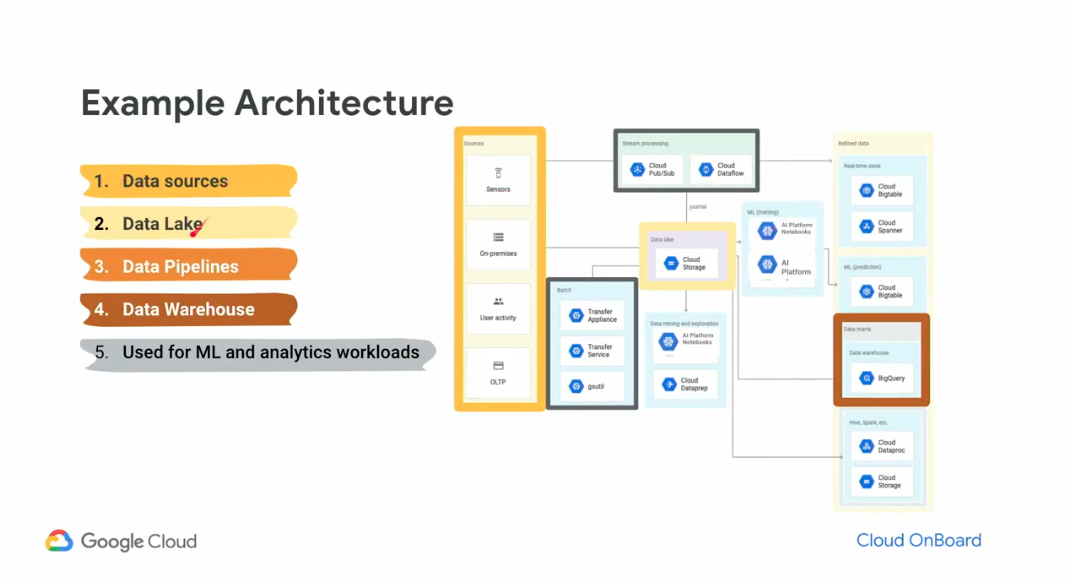 Example Architecture
1. Data sources
2. Data Lake
3. Data Pipelines
4. Data Warehouse
5. Used for ML and analytics workloads
Sources
Sensors
On-premises
User activity
OLTP
Stream processing
Cloud
Pub/Sub
Cloud
Dataflow
journal
Data lake
Cloud
Storage
Batch
Transfer
Appliance
Transfer
Service
gsutil
ML (training)
AI Platform
Notebooks
AI
Platform
Data mining and exploration
AI Platform
Notebooks
Cloud
Dataprep
Refined data
Real-time store
Cloud
Bigtable
Cloud
Spanner
ML (prediction)
Cloud
Bigtable
Data marts
Data warehouse
BigQuery
Hive, Spark, etc.
Cloud
Dataproc
Cloud
Storage
Google Cloud
Cloud OnBoard